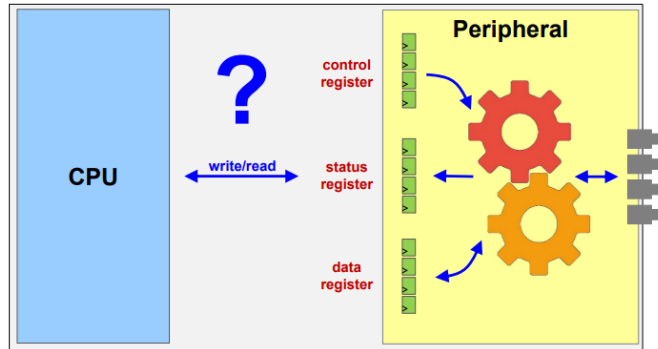 Peripheral
control
register
?
CPU
write/read
status
register
data
register
>
>
>
>
>
>
>
>
>
>
>
>